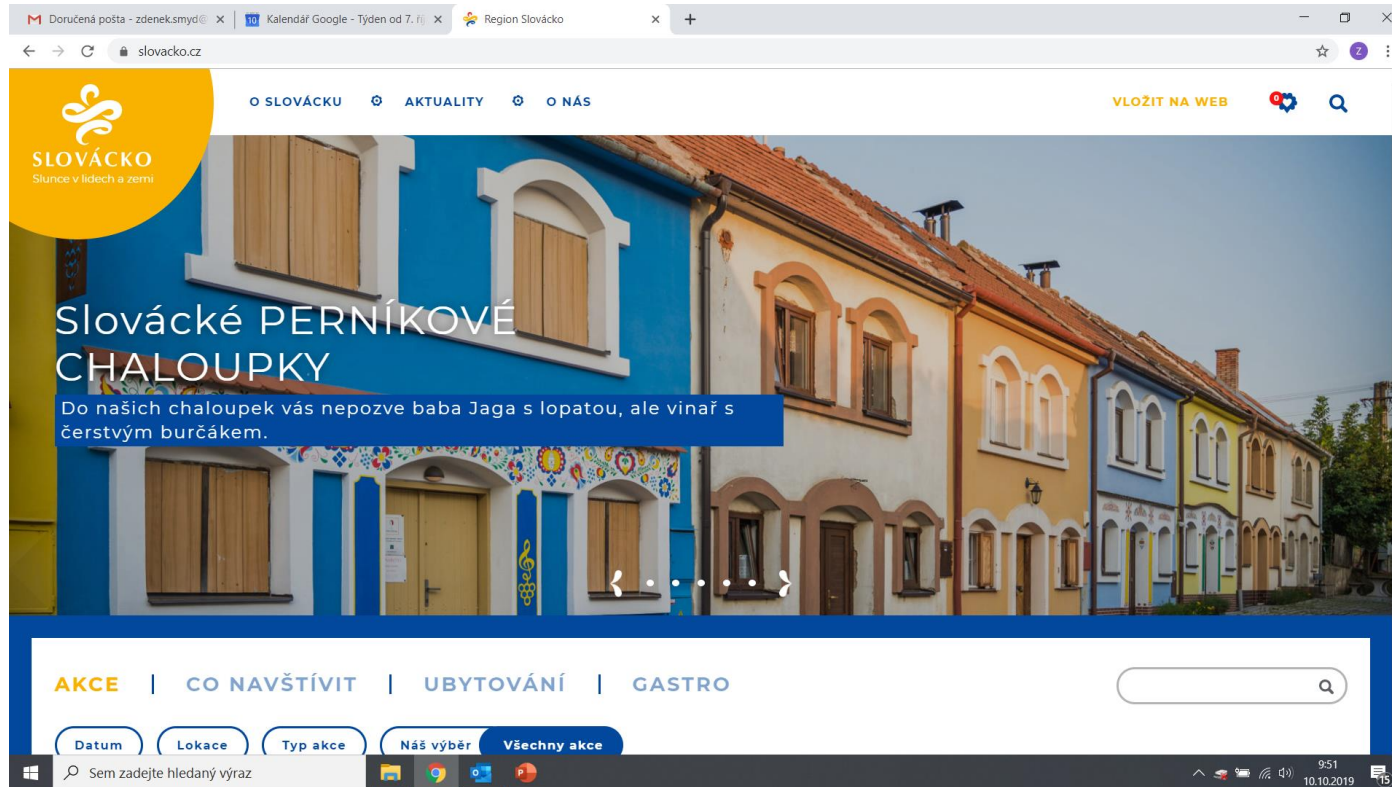 Doručená pošta - zdenek.smyd@
Kalendář Google - Týden od 7. ří
Region Slovácko
slovacko.cz
Z
O SLOVÁCKU
AKTUALITY
O NÁS
VLOŽIT NA WEB
0
SLOVÁCKO
Slunce v lidech a zemi
Slovácké PERNÍKOVÉ
CHALOUPKY
Do našich chaloupek vás nepozve baba Jaga s lopatou, ale vinař s
čerstvým burčákem.
AKCE | CO NAVŠTÍVIT | UBYTOVÁNÍ | GASTRO
Datum
Lokace
Typ akce
Náš výběr
Všechny akce
Sem zadejte hledaný výraz
9:51
10.10.2019
15